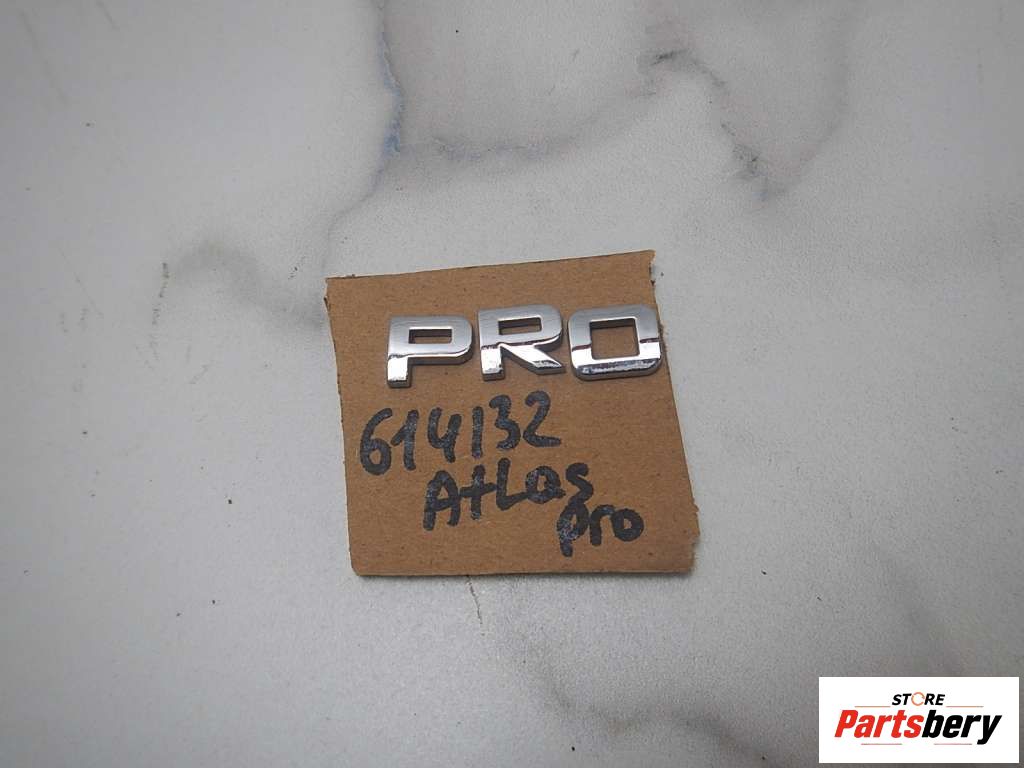 PRO
614132
Atlas
pro
STORE
Partsbery